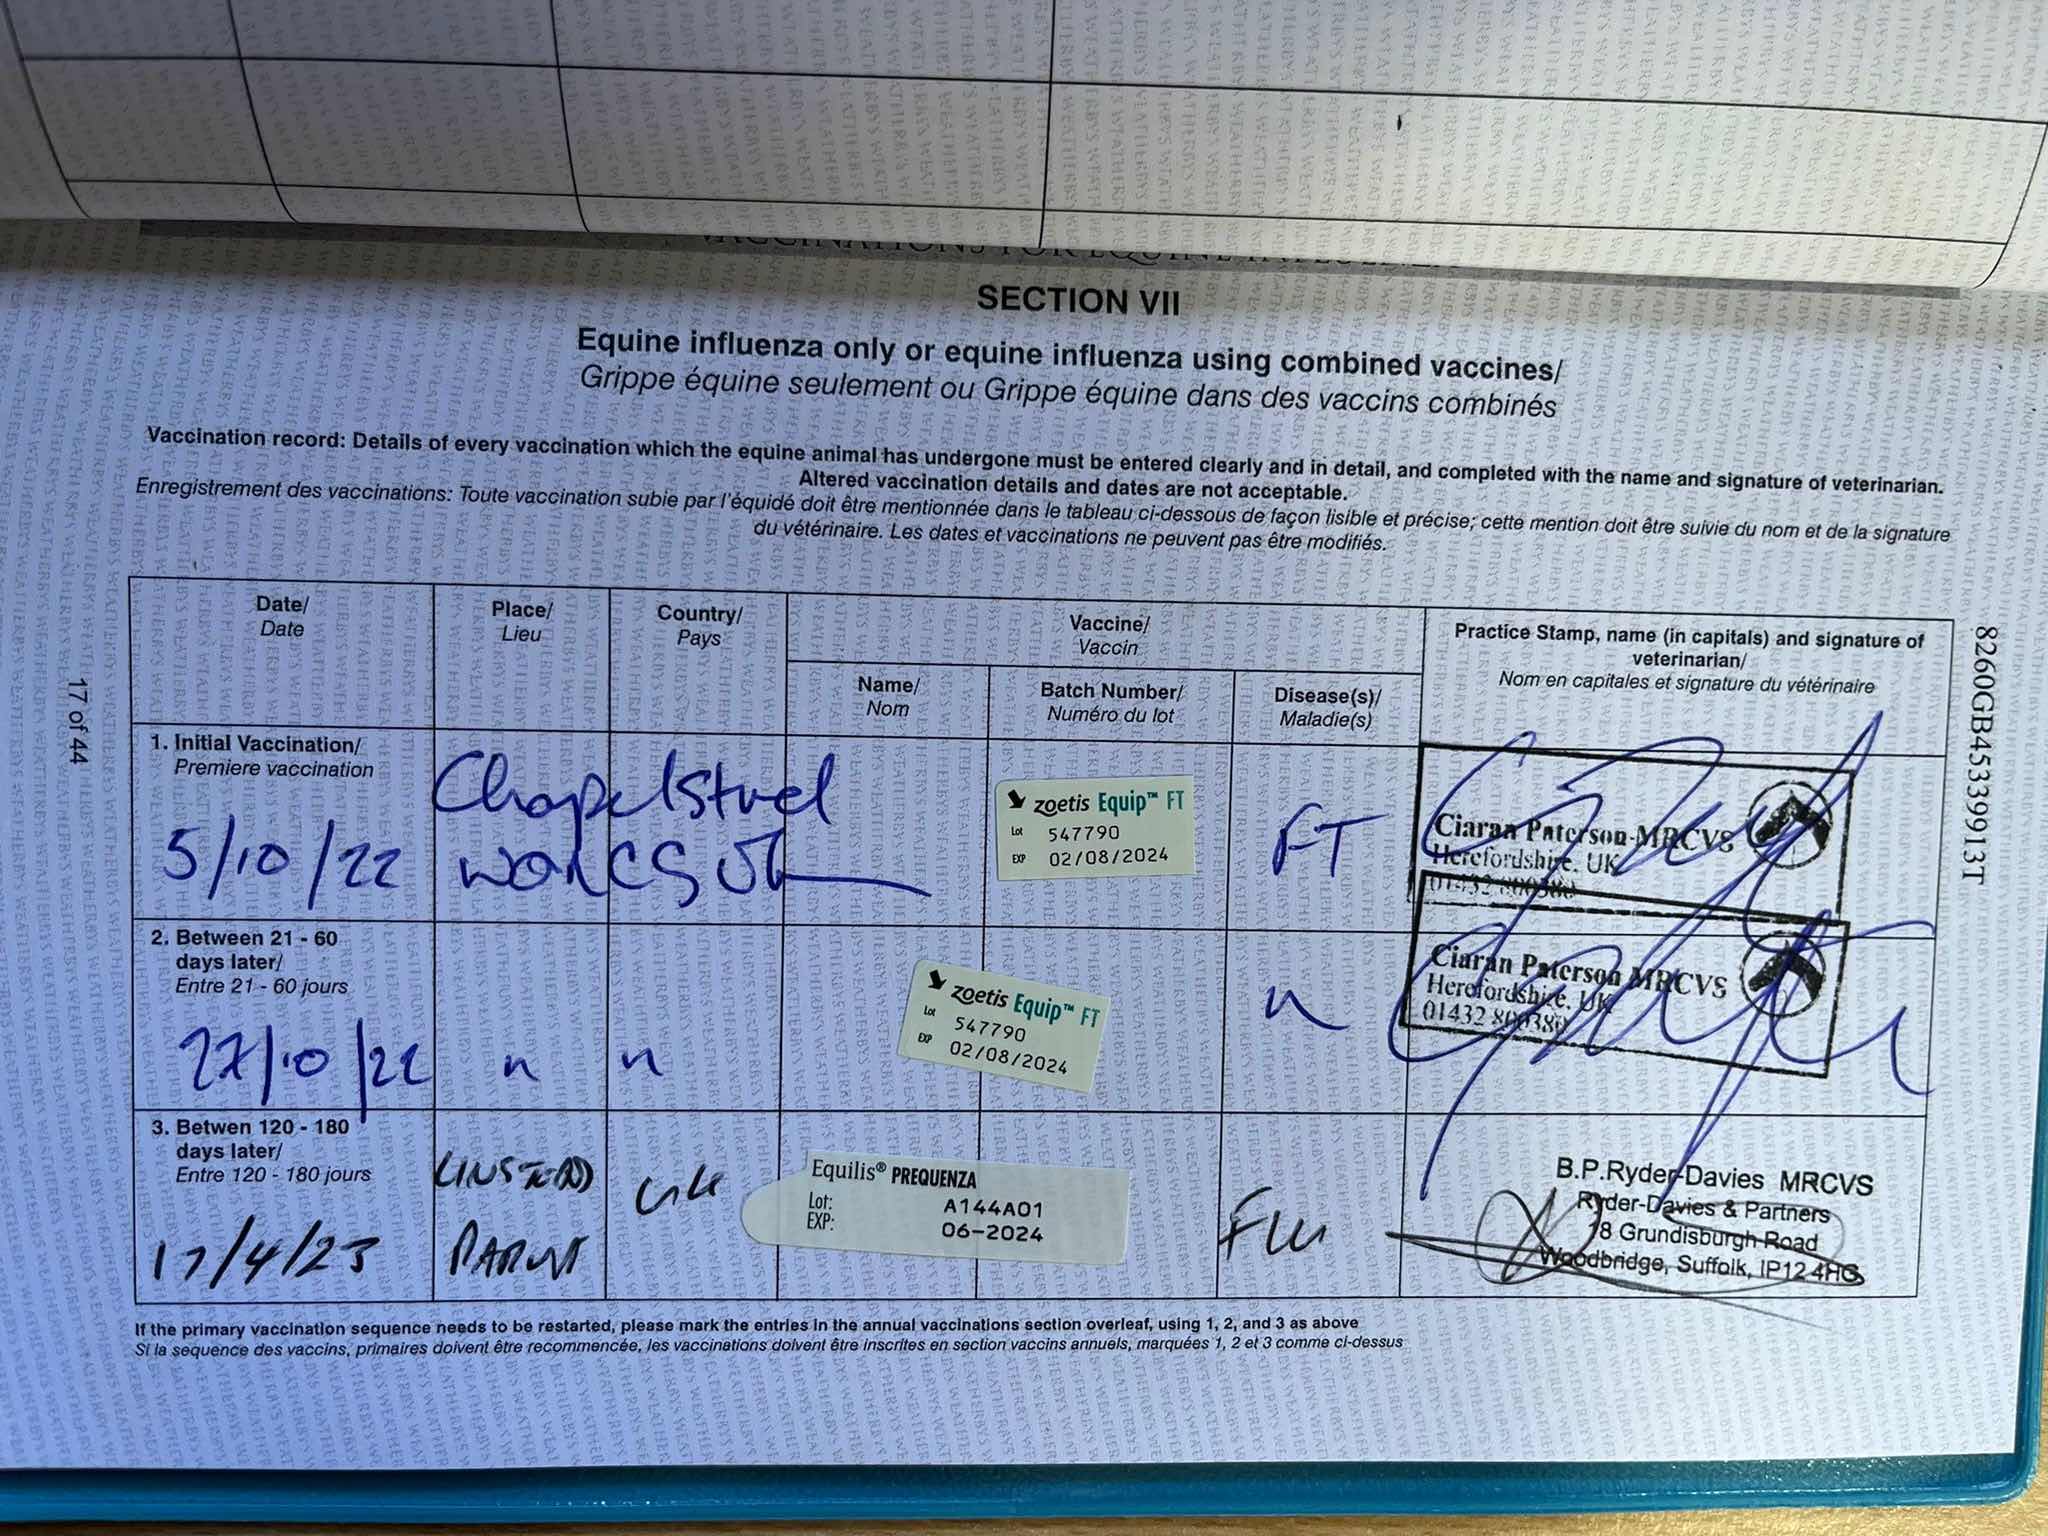 VACCINATIONS FOR EQUINE INFLUENZA
SECTION VII
Equine influenza only or equine influenza using combined vaccines/
Grippe équine seulement ou Grippe équine dans des vaccins combinés
Vaccination record: Details of every vaccination which the equine animal has undergone must be entered clearly and in detail, and completed with the name and signature of veterinarian.
Altered vaccination details and dates are not acceptable.
Enregistrement des vaccinations: Toute vaccination subie par l'équidé doit être mentionnée dans le tableau ci-dessous de façon lisible et précise; cette mention doit être suivie du nom et de la signature
du vétérinaire. Les dates et vaccinations ne peuvent pas être modifiés.
Date/
Date
Place/
Lieu
Country/
Pays
Vaccine/
Vaccin
Name/
Nom
Batch Number/
Numéro du lot
Disease(s)/
Maladie(s)
Practice Stamp, name (in capitals) and signature of
veterinarian/
Nom en capitales et signature du vétérinaire
1. Initial Vaccination/
Premiere vaccination
5/10/22
Chapelstud
WORCS UK
zoetis Equip™ FT
Lot 547790
EXP 02/08/2024
FT
Ciaran Paterson MRCVS
Herefordshire, UK
01432 800380
2. Between 21 - 60
days later/
Entre 21 - 60 jours
27/10/22
"
"
zoetis Equip™ FT
Lot 547790
EXP 02/08/2024
"
Ciaran Paterson MRCVS
Herefordshire, UK
01432 800380
3. Betwen 120 - 180
days later/
Entre 120 - 180 jours
17/4/23
UK
Equilis® PREQUENZA
Lot: A144A01
EXP: 06-2024
Flu
B.P.Ryder-Davies MRCVS
Ryder-Davies & Partners
78 Grundisburgh Road
Woodbridge, Suffolk, IP12 4HG
If the primary vaccination sequence needs to be restarted, please mark the entries in the annual vaccinations section overleaf, using 1, 2, and 3 as above
Si la sequence des vaccins, primaires doivent être recommencée, les vaccinations doivent être inscrites en section vaccins annuels, marquées 1, 2 et 3 comme ci-dessus
17 of 44
8260GB45339913T